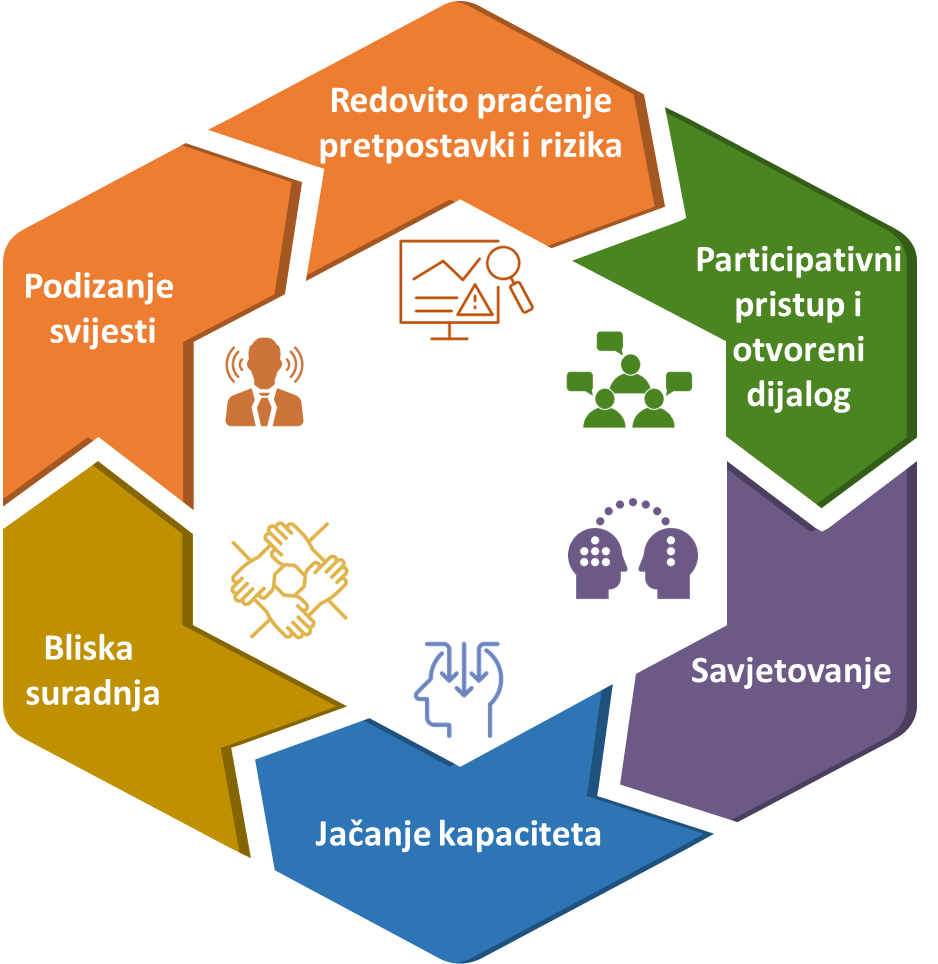 Redovito praćenje
pretpostavki i rizika
Participativni
pristup i
otvoreni
dijalog
Savjetovanje
Jačanje kapaciteta
Bliska
suradnja
Podizanje
svijesti